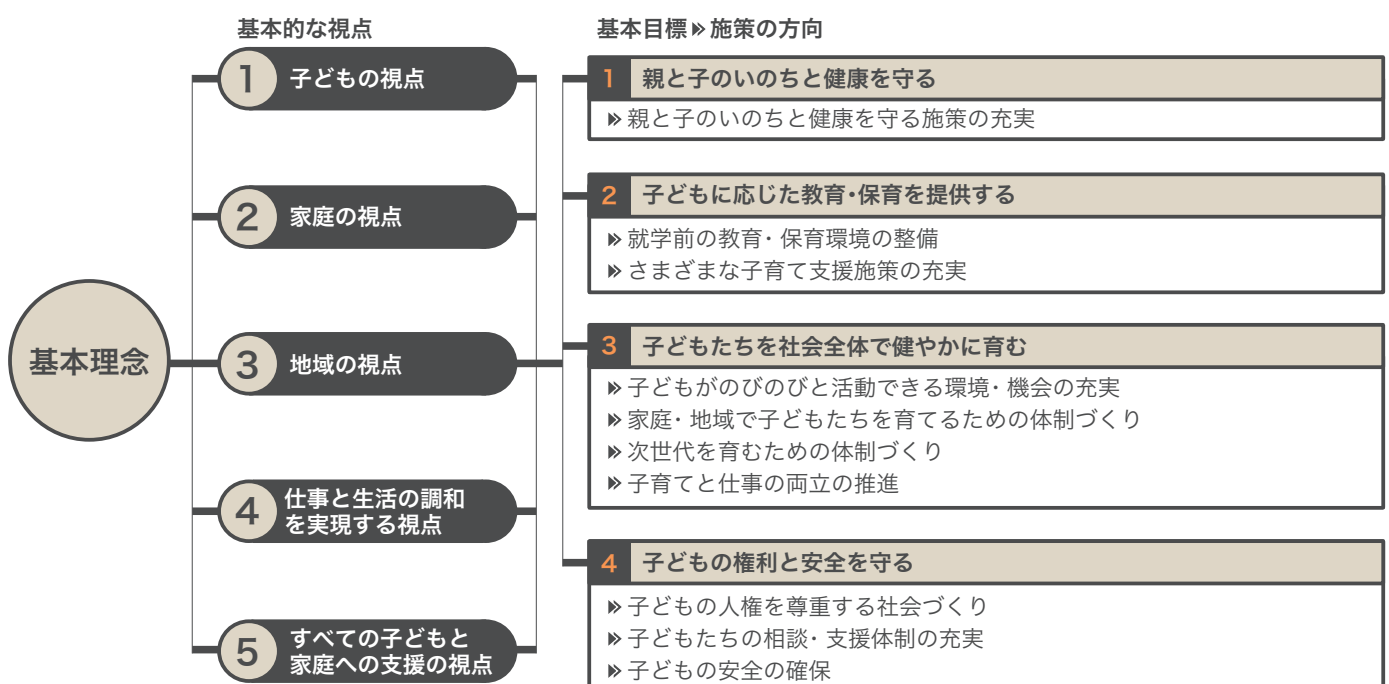 基本理念
基本的な視点
1 子どもの視点
2 家庭の視点
3 地域の視点
4 仕事と生活の調和
を実現する視点
5 すべての子どもと
家庭への支援の視点
基本目標 施策の方向
1 親と子のいのちと健康を守る
親と子のいのちと健康を守る施策の充実
2 子どもに応じた教育・保育を提供する
就学前の教育・保育環境の整備
さまざまな子育て支援施策の充実
3 子どもたちを社会全体で健やかに育む
子どもがのびのびと活動できる環境・機会の充実
家庭・地域で子どもたちを育てるための体制づくり
次世代を育むための体制づくり
子育てと仕事の両立の推進
4 子どもの権利と安全を守る
子どもの人権を尊重する社会づくり
子どもたちの相談・支援体制の充実
子どもの安全の確保